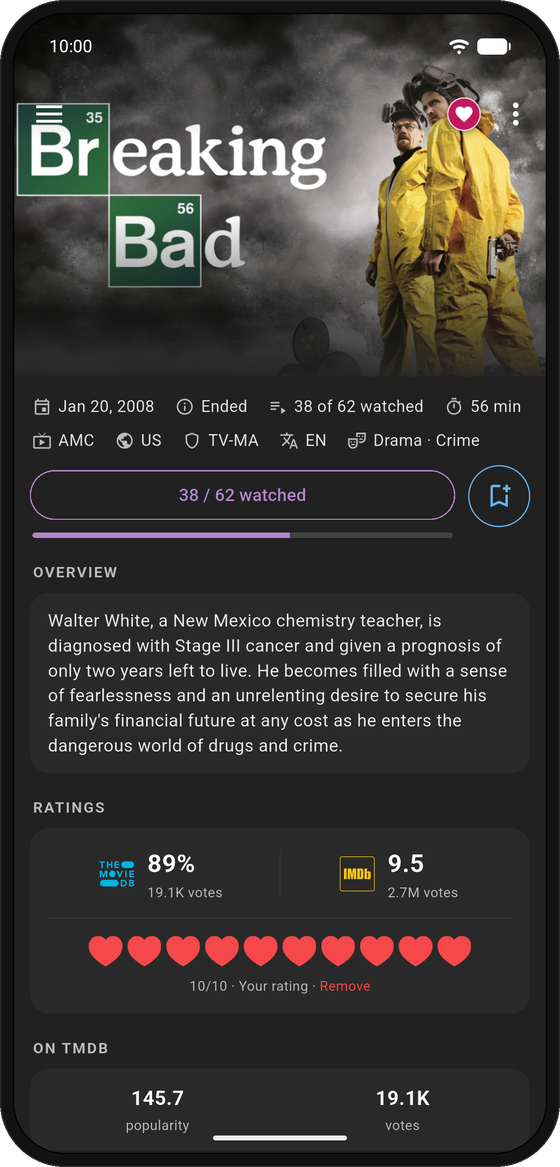 10:00
35
Breaking
56
Bad
Jan 20, 2008 Ended 38 of 62 watched 56 min
AMC US TV-MA EN Drama · Crime
38 / 62 watched
OVERVIEW
Walter White, a New Mexico chemistry teacher, is
diagnosed with Stage III cancer and given a prognosis of
only two years left to live. He becomes filled with a sense
of fearlessness and an unrelenting desire to secure his
family's financial future at any cost as he enters the
dangerous world of drugs and crime.
RATINGS
THE MOVIE DB 89% IMDb 9.5
19.1K votes 2.7M votes
10/10 · Your rating · Remove
ON TMDB
145.7 19.1K
popularity votes